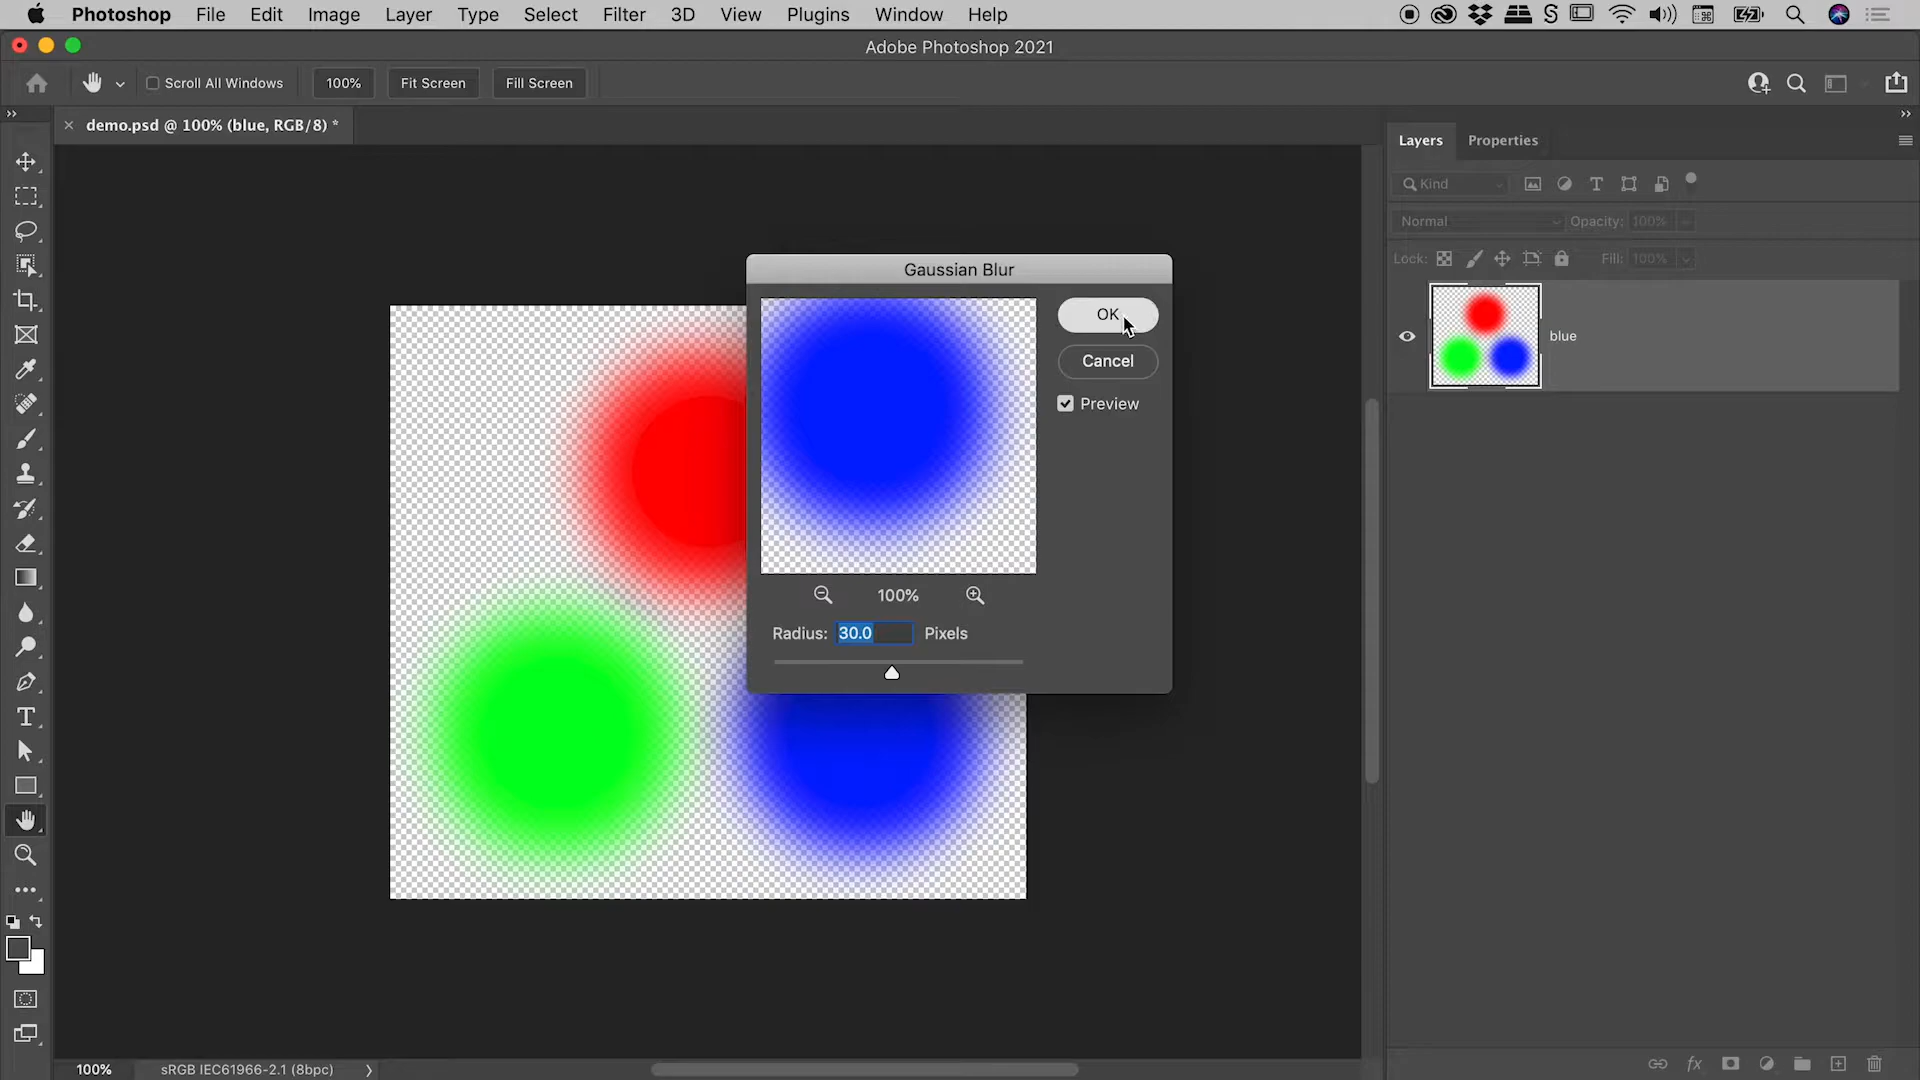 Photoshop File Edit Image Layer Type Select Filter 3D View Plugins Window Help
Adobe Photoshop 2021
Scroll All Windows 100% Fit Screen Fill Screen
demo.psd @ 100% (blue, RGB/8) *
Layers Properties
Kind
Normal Opacity: 100%
Lock: Fill: 100%
blue
Gaussian Blur
OK
Cancel
Preview
100%
Radius: 30.0 Pixels
100% sRGB IEC61966-2.1 (8bpc)
fx